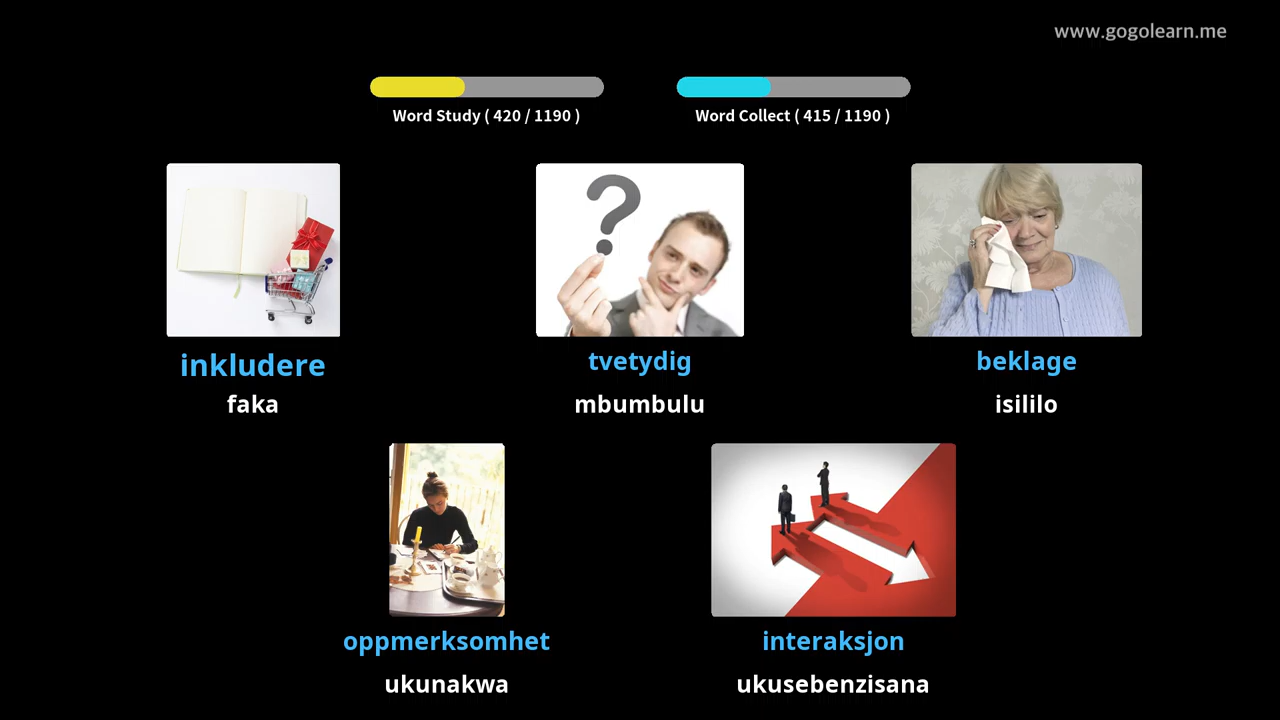 www.gogolearn.me
Word Study ( 420 / 1190 )
Word Collect ( 415 / 1190 )
inkludere
faka
tvetydig
mbumbulu
beklage
isililo
oppmerksomhet
ukunakwa
interaksjon
ukusebenzisana